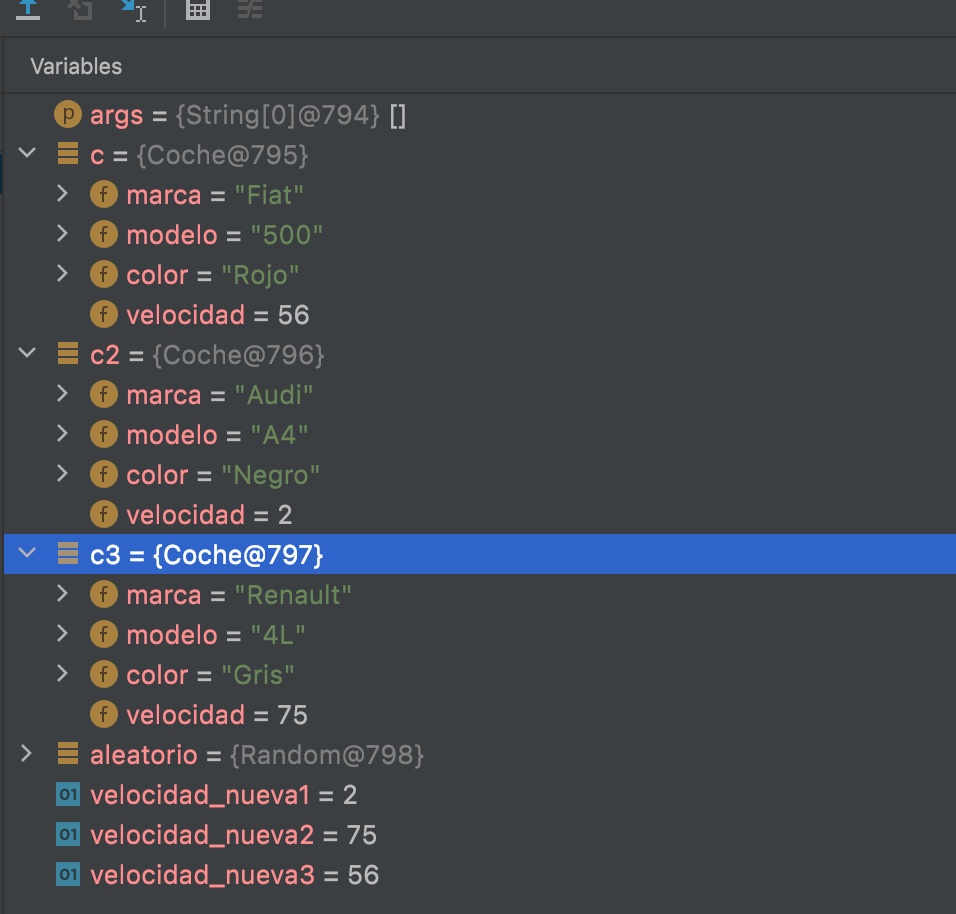 Variables
p args = {String[0]@794} []
c = {Coche@795}
f marca = "Fiat"
f modelo = "500"
f color = "Rojo"
f velocidad = 56
c2 = {Coche@796}
f marca = "Audi"
f modelo = "A4"
f color = "Negro"
f velocidad = 2
c3 = {Coche@797}
f marca = "Renault"
f modelo = "4L"
f color = "Gris"
f velocidad = 75
aleatorio = {Random@798}
01 velocidad_nueva1 = 2
01 velocidad_nueva2 = 75
01 velocidad_nueva3 = 56